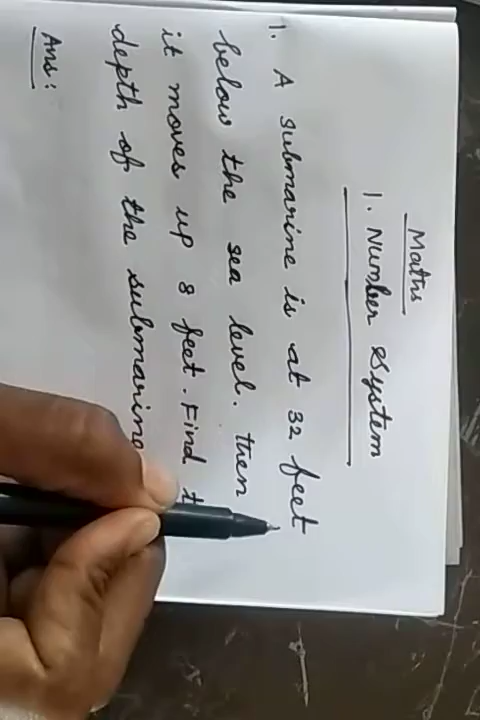 Maths
1. Number System
1. A submarine is at 32 feet
below the sea level. then
it moves up 8 feet. Find
depth of the submarine
Ans: